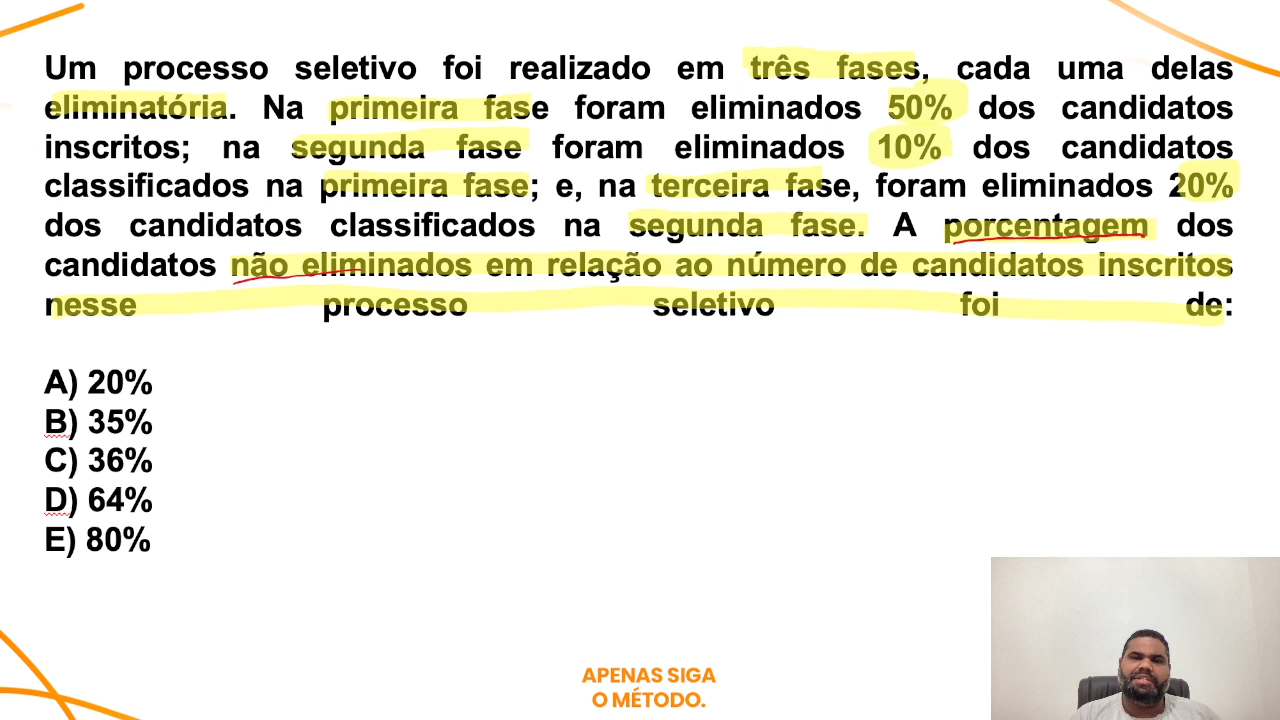 Um processo seletivo foi realizado em três fases, cada uma delas
eliminatória. Na primeira fase foram eliminados 50% dos candidatos
inscritos; na segunda fase foram eliminados 10% dos candidatos
classificados na primeira fase; e, na terceira fase, foram eliminados 20%
dos candidatos classificados na segunda fase. A porcentagem dos
candidatos não eliminados em relação ao número de candidatos inscritos
nesse processo seletivo foi de:
A) 20%
B) 35%
C) 36%
D) 64%
E) 80%
APENAS SIGA
O MÉTODO.